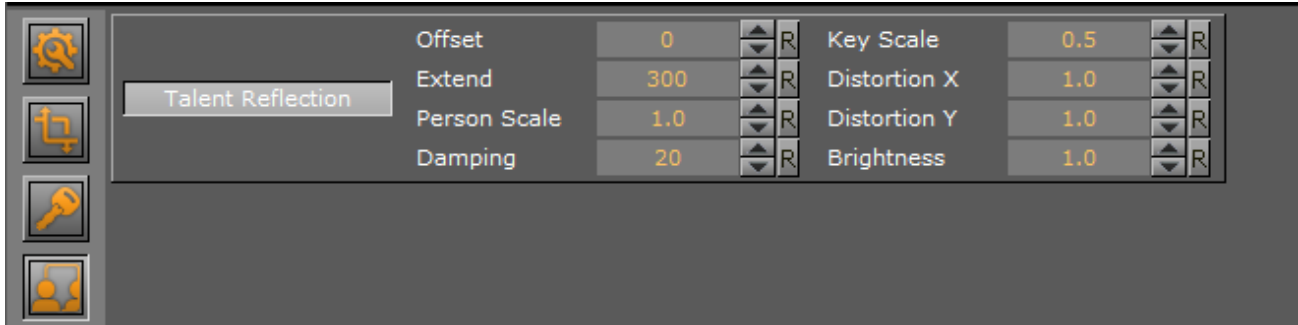 Offset 0 R Key Scale 0.5 R
Extend 300 R Distortion X 1.0 R
Talent Reflection
Person Scale 1.0 R Distortion Y 1.0 R
Damping 20 R Brightness 1.0 R